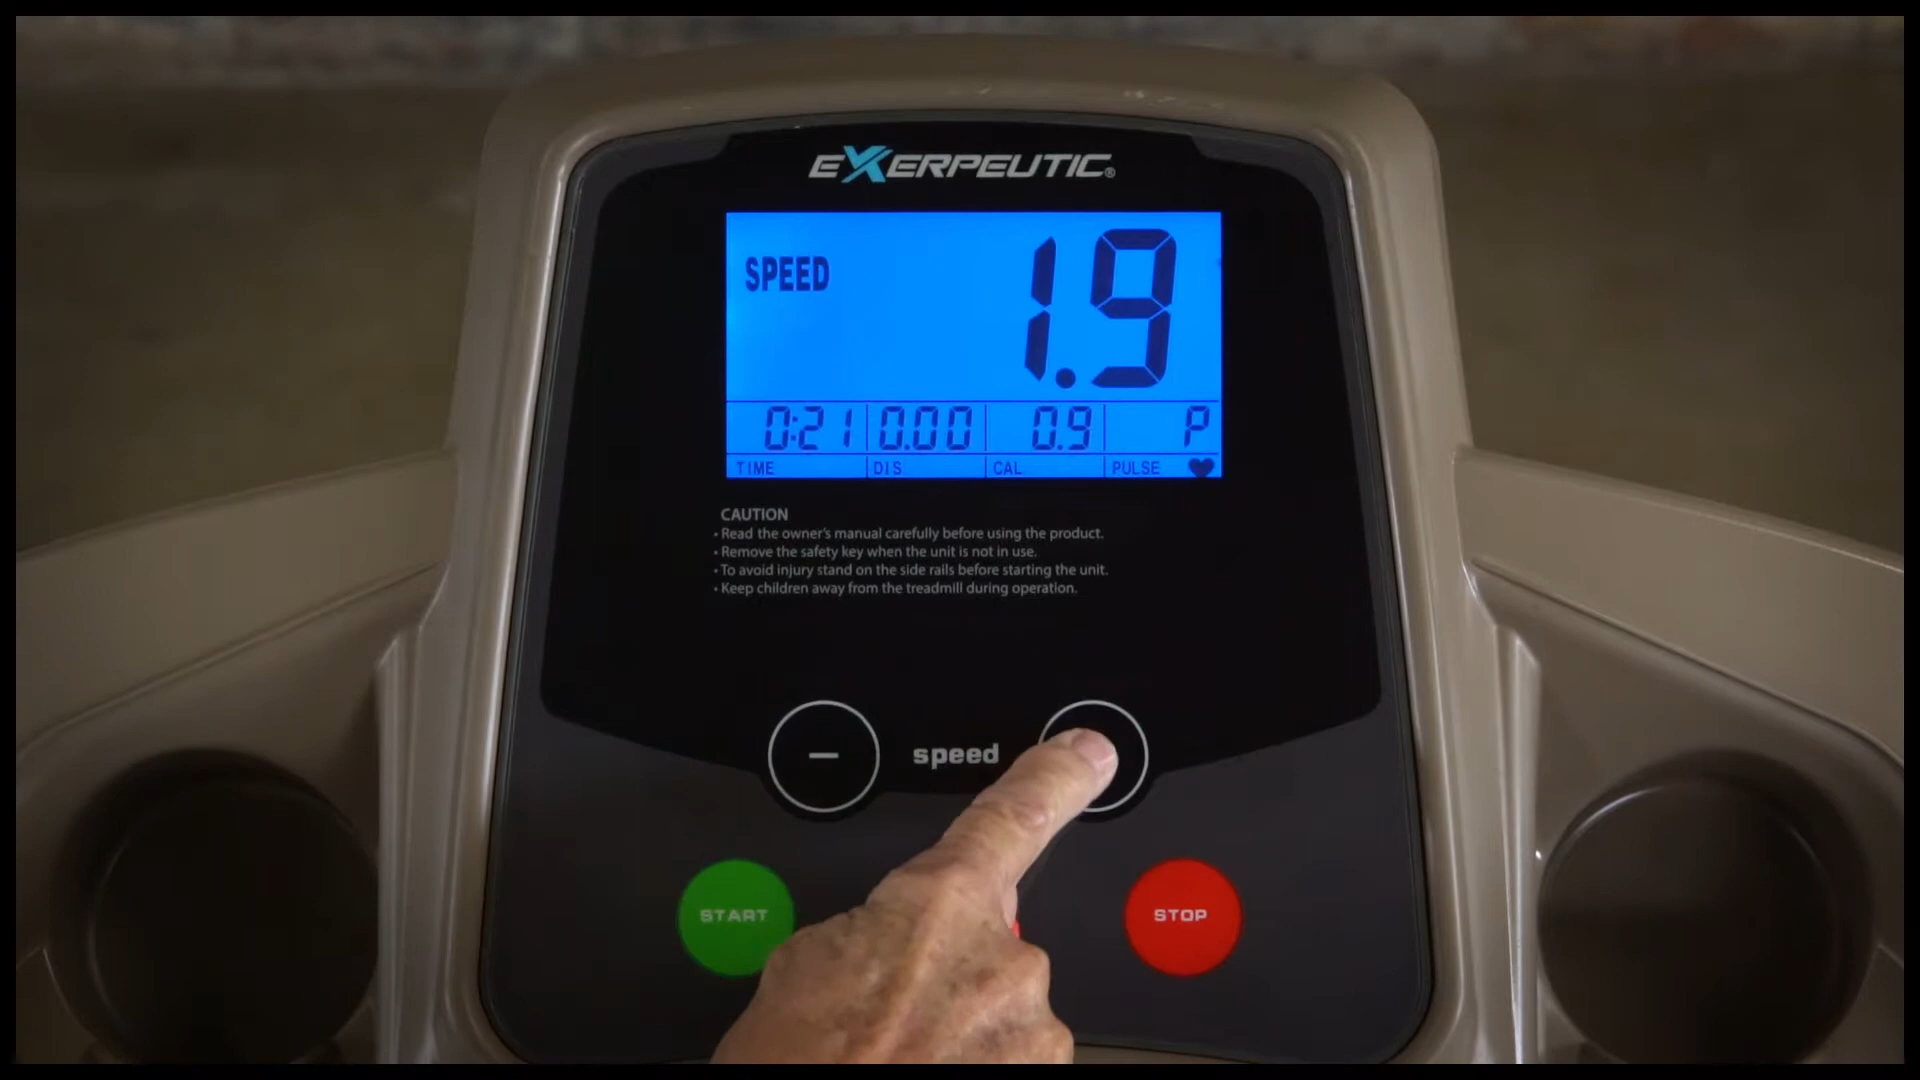 EXERPEUTIC®
SPEED 1.9
0:21 0.00 0.9 P
TIME DIS CAL PULSE
CAUTION
• Read the owner's manual carefully before using the product.
• Remove the safety key when the unit is not in use.
• To avoid injury stand on the side rails before starting the unit.
• Keep children away from the treadmill during operation.
− speed
START STOP